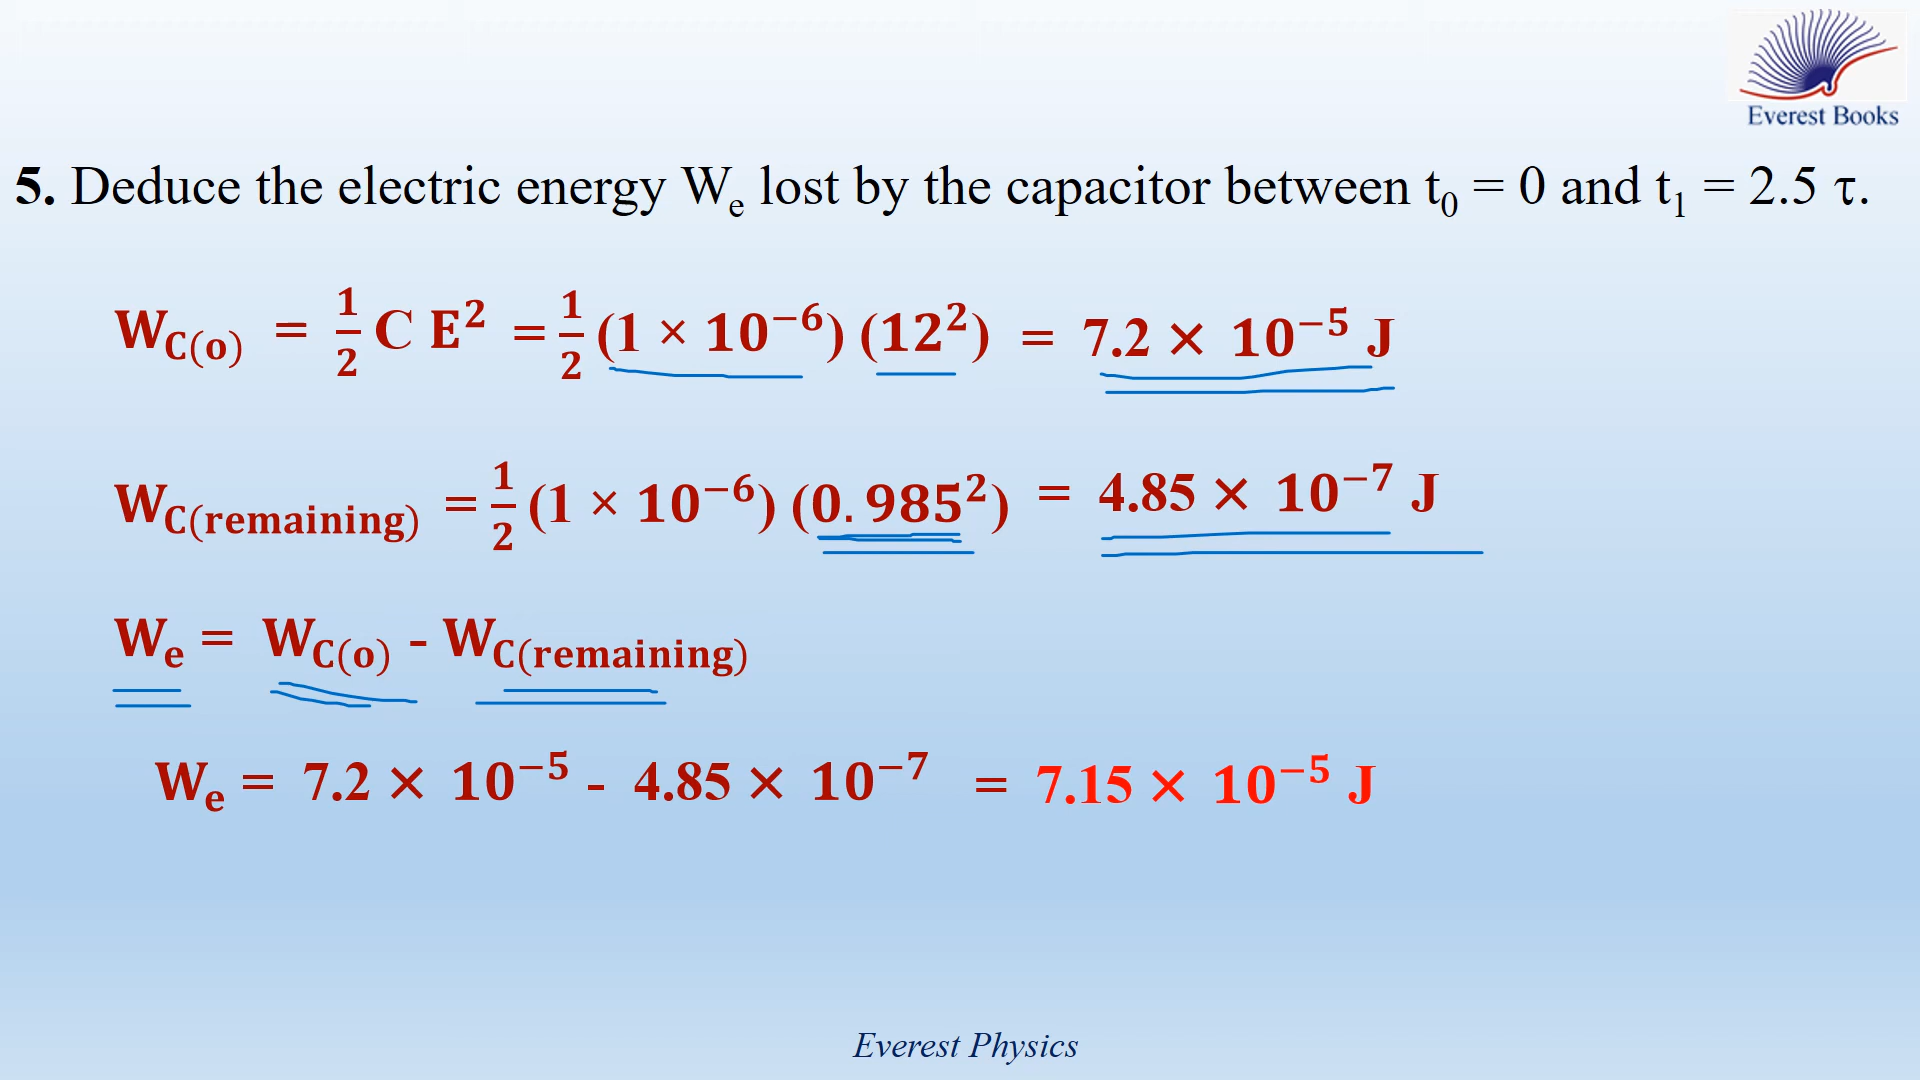 Everest Books
5. Deduce the electric energy Wₑ lost by the capacitor between t₀ = 0 and t₁ = 2.5 τ.
W_C(o) = 1/2 C E² = 1/2 (1 × 10⁻⁶) (12²) = 7.2 × 10⁻⁵ J
W_C(remaining) = 1/2 (1 × 10⁻⁶) (0.985²) = 4.85 × 10⁻⁷ J
Wₑ = W_C(o) - W_C(remaining)
Wₑ = 7.2 × 10⁻⁵ - 4.85 × 10⁻⁷ = 7.15 × 10⁻⁵ J
Everest Physics